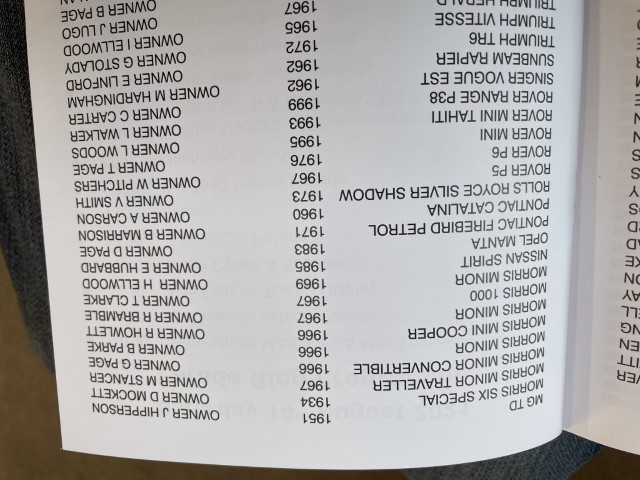 MG TD 1951 OWNER J HIPPERSON
MORRIS SIX SPECIAL 1934 OWNER D MOCKETT
MORRIS MINOR TRAVELLER 1967 OWNER M STANCER
MORRIS MINOR CONVERTIBLE 1966 OWNER G PAGE
MORRIS MINOR 1966 OWNER B PARKE
MORRIS MINI COOPER 1966 OWNER R HOWLETT
MORRIS MINOR 1967 OWNER R BRAMBLE
MORRIS 1000 1967 OWNER T CLARKE
MORRIS MINOR 1969 OWNER H ELLWOOD
NISSAN SPIRIT 1985 OWNER E HUBBARD
OPEL MANTA 1983 OWNER D PAGE
PONTIAC FIREBIRD PETROL 1971 OWNER B MARRISON
PONTIAC CATALINA 1960 OWNER A CARSON
ROLLS ROYCE SILVER SHADOW 1973 OWNER V SMITH
ROVER P5 1967 OWNER W WITCHERS
ROVER P6 1976 OWNER T PAGE
ROVER MINI 1995 OWNER L WOODS
ROVER MINI TAHITI 1993 OWNER L WALKER
ROVER RANGE P38 1999 OWNER C CARTER
SINGER VOGUE EST 1962 OWNER M HARDINGHAM
SUNBEAM RAPIER 1962 OWNER E LINFORD
TRIUMPH TR6 1972 OWNER G STOLADY
TRIUMPH VITESSE 1965 OWNER I ELLWOOD
TRIUMPH HERALD 1967 OWNER J LUGO
OWNER B PAGE